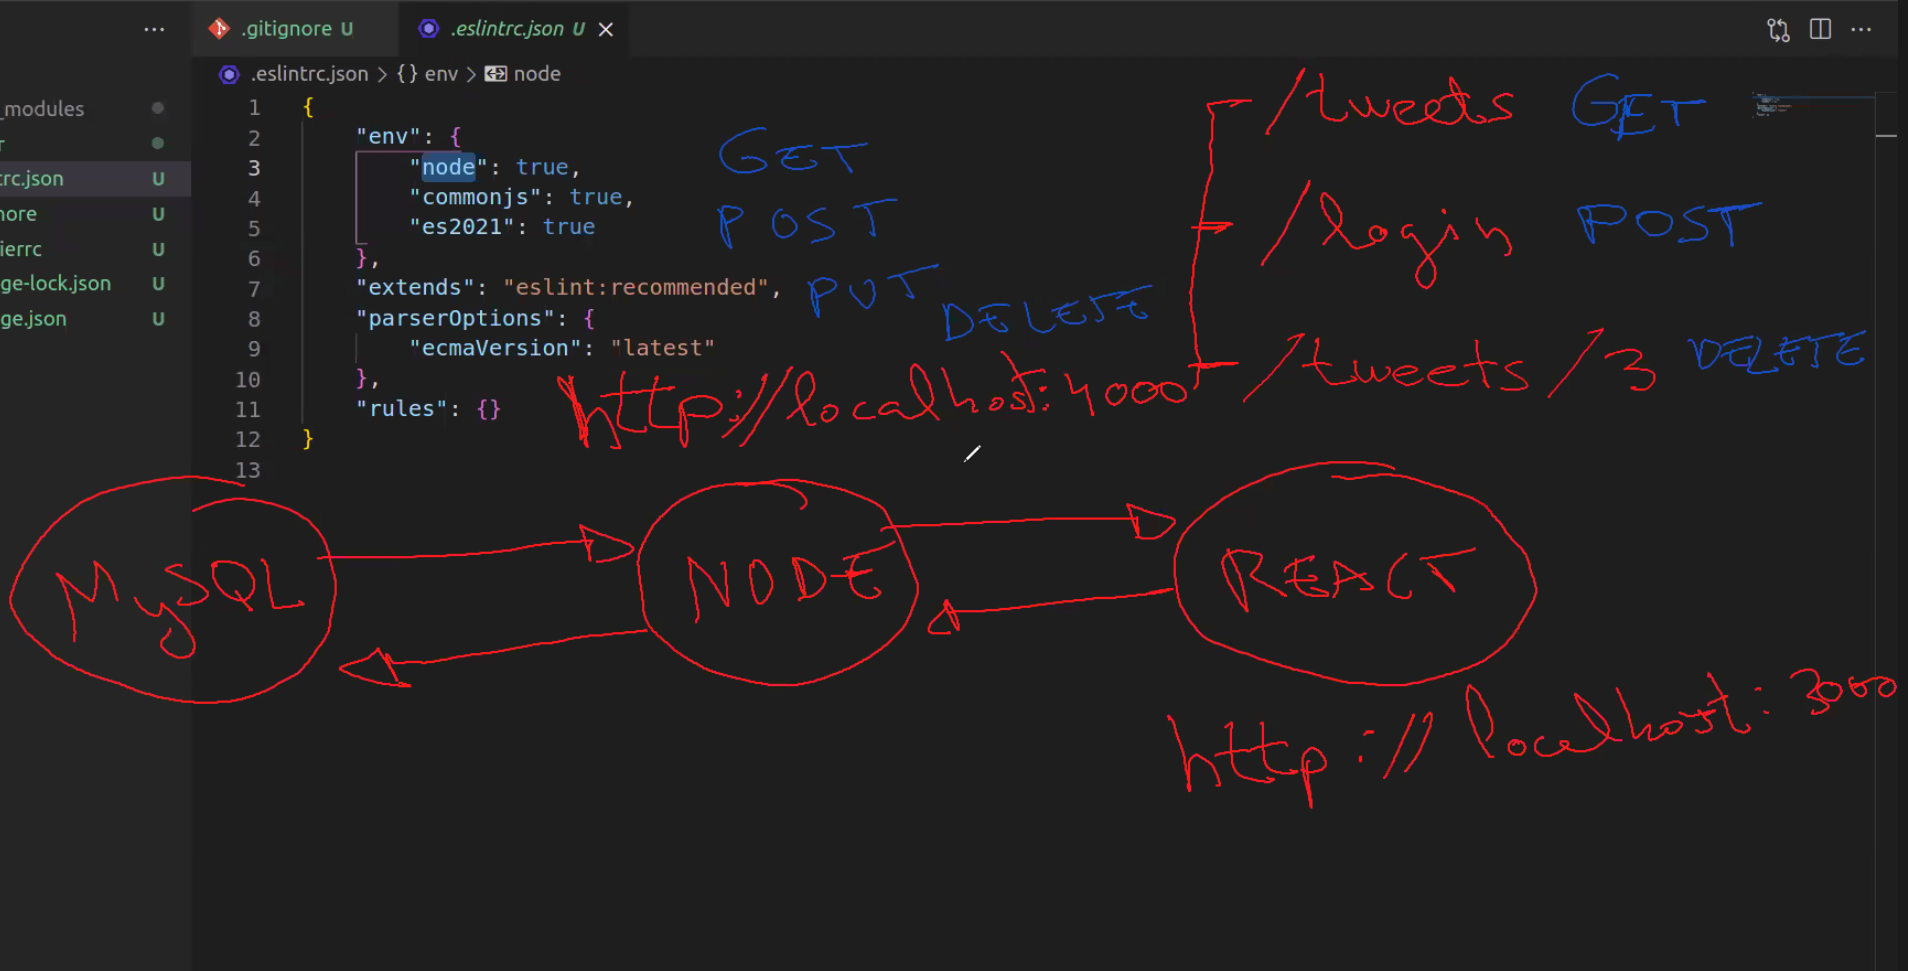 .gitignore U .eslintrc.json U
.eslintrc.json > {} env > node
_modules
r
rc.json U
nore U
ierrc U
ge-lock.json U
ge.json U
1 {
2 "env": {
3 "node": true,
4 "commonjs": true,
5 "es2021": true
6 },
7 "extends": "eslint:recommended",
8 "parserOptions": {
9 "ecmaVersion": "latest"
10 },
11 "rules": {}
12 }
13
GET
POST
PUT
DELETE
/tweets GET
/login POST
/tweets/3 DELETE
http://localhost:4000
MySQL NODE REACT
http://localhost:3000